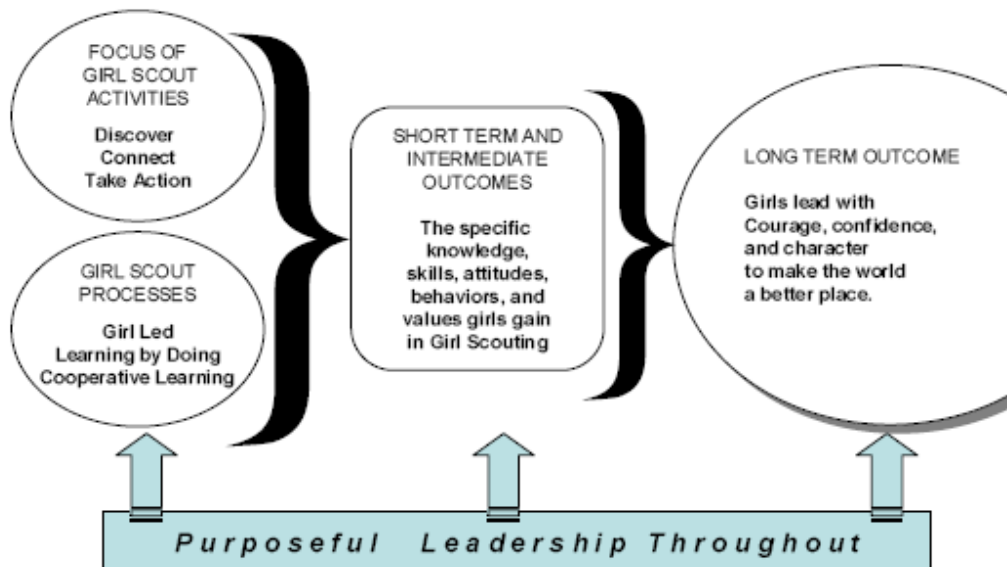 FOCUS OF
GIRL SCOUT
ACTIVITIES
Discover
Connect
Take Action
GIRL SCOUT
PROCESSES
Girl Led
Learning by Doing
Cooperative Learning
SHORT TERM AND
INTERMEDIATE
OUTCOMES
The specific
knowledge,
skills, attitudes,
behaviors, and
values girls gain
in Girl Scouting
LONG TERM OUTCOME
Girls lead with
Courage, confidence,
and character
to make the world
a better place.
Purposeful Leadership Throughout